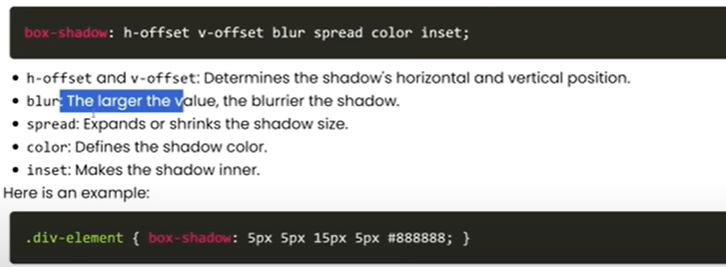 box-shadow: h-offset v-offset blur spread color inset;
• h-offset and v-offset: Determines the shadow's horizontal and vertical position.
• blur: The larger the value, the blurrier the shadow.
• spread: Expands or shrinks the shadow size.
• color: Defines the shadow color.
• inset: Makes the shadow inner.
Here is an example:
.div-element { box-shadow: 5px 5px 15px 5px #888888; }